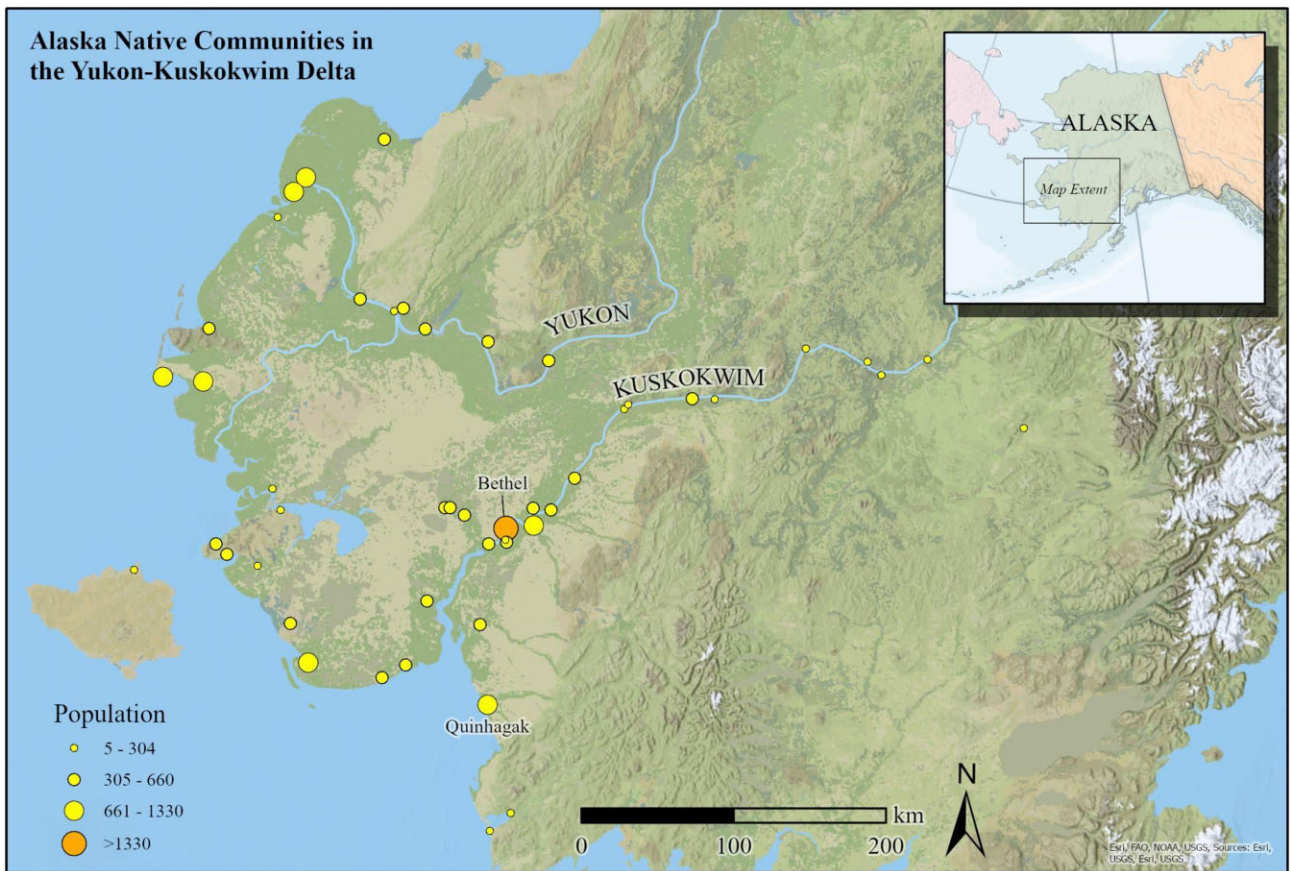 Alaska Native Communities in
the Yukon-Kuskokwim Delta
ALASKA
Map Extent
YUKON
KUSKOKWIM
Bethel
Quinhagak
Population
5 - 304
305 - 660
661 - 1330
>1330
N
km
0 100 200
Esri, FAO, NOAA, USGS, Sources: Esri,
USGS, Esri, USGS